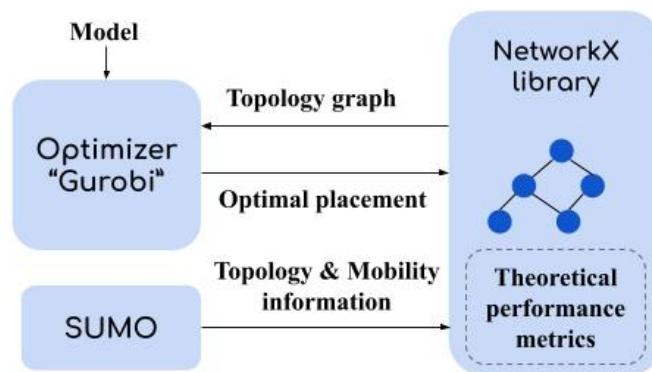 Model
NetworkX
library
Topology graph
Optimizer
"Gurobi"
Optimal placement
Topology & Mobility
information
SUMO
Theoretical
performance
metrics